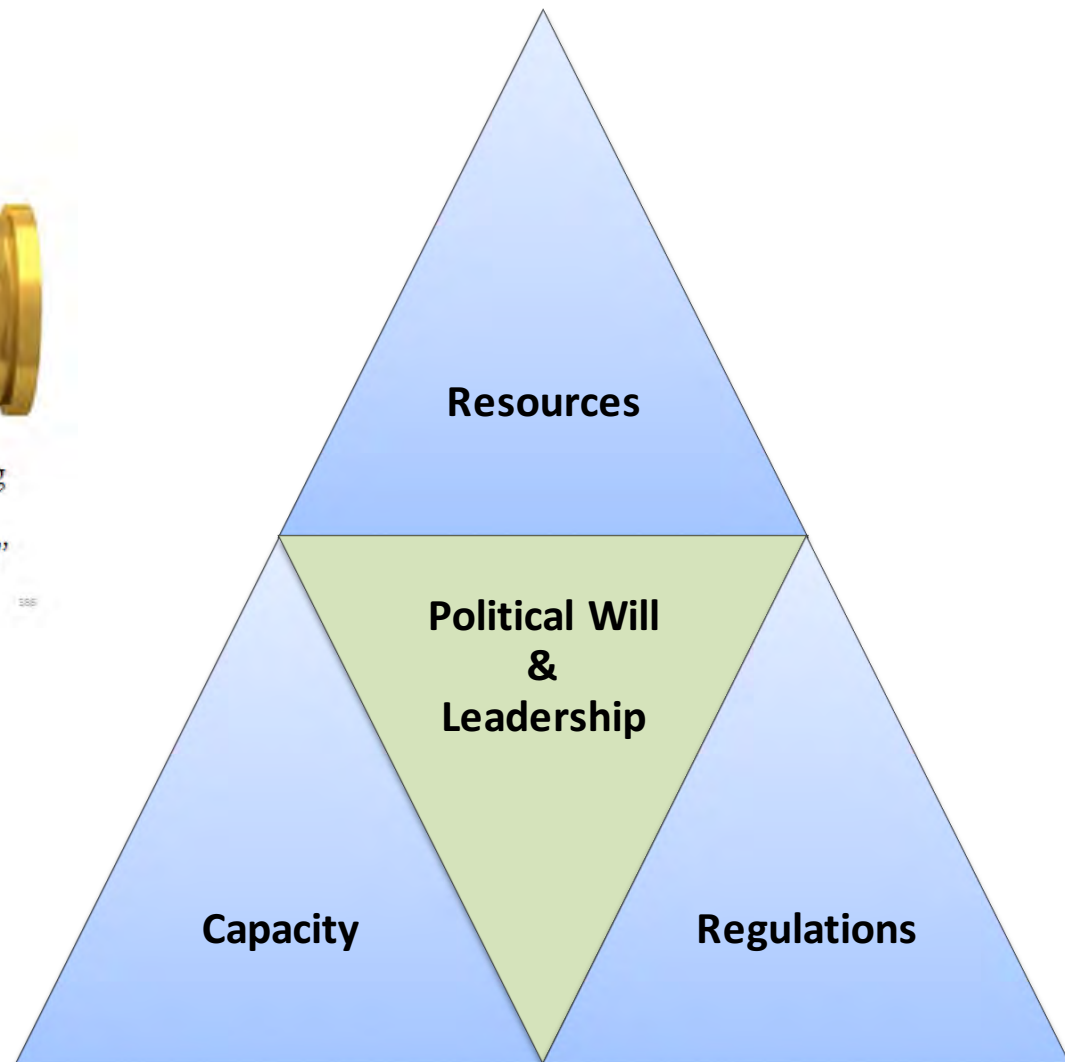 Resources
Political Will
&
Leadership
Capacity
Regulations